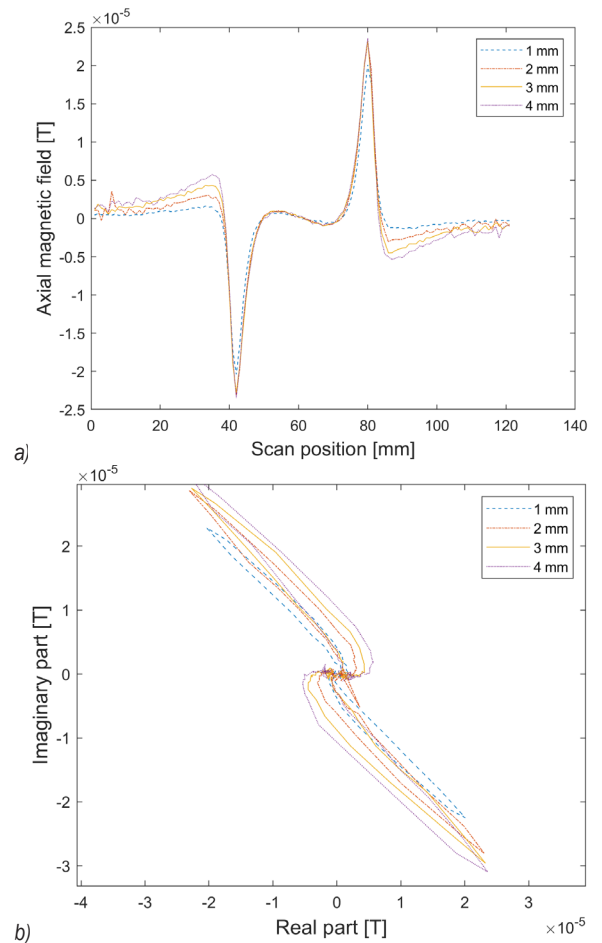 ×10⁻⁵
2.5
2
1.5
1
0.5
0
-0.5
-1
-1.5
-2
-2.5
Axial magnetic field [T]
1 mm
2 mm
3 mm
4 mm
0 20 40 60 80 100 120 140
Scan position [mm]
a)
×10⁻⁵
2
1
0
-1
-2
-3
Imaginary part [T]
1 mm
2 mm
3 mm
4 mm
-4 -3 -2 -1 0 1 2 3
Real part [T]
×10⁻⁵
b)